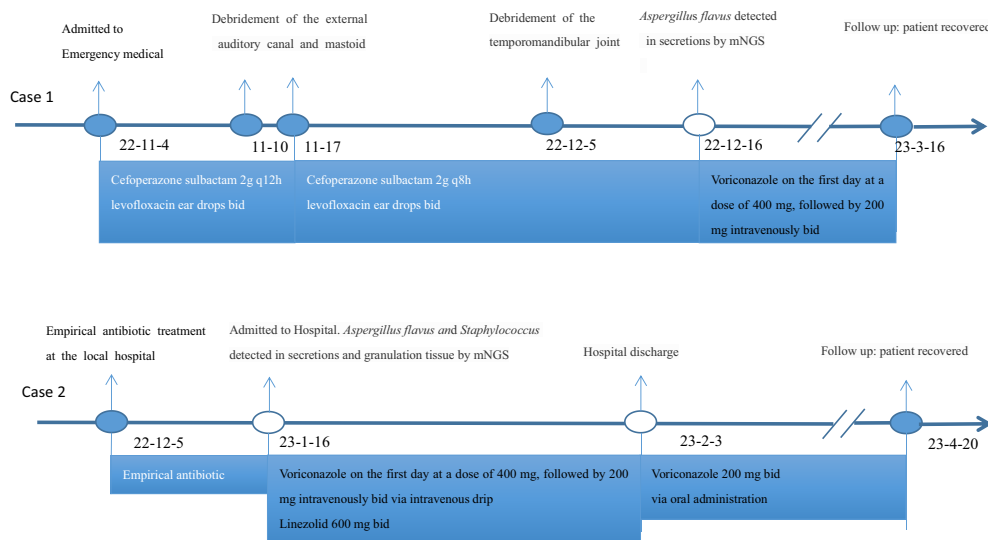 Admitted to
Emergency medical
Debridement of the external
auditory canal and mastoid
Debridement of the
temporomandibular joint
Aspergillus flavus detected
in secretions by mNGS
Follow up: patient recovered
Case 1
22-11-4
11-10
11-17
22-12-5
22-12-16
23-3-16
Cefoperazone sulbactam 2g q12h
levofloxacin ear drops bid
Cefoperazone sulbactam 2g q8h
levofloxacin ear drops bid
Voriconazole on the first day at a
dose of 400 mg, followed by 200
mg intravenously bid
Empirical antibiotic treatment
at the local hospital
Admitted to Hospital. Aspergillus flavus and Staphylococcus
detected in secretions and granulation tissue by mNGS
Hospital discharge
Follow up: patient recovered
Case 2
22-12-5
23-1-16
23-2-3
23-4-20
Empirical antibiotic
Voriconazole on the first day at a dose of 400 mg, followed by 200
mg intravenously bid via intravenous drip
Linezolid 600 mg bid
Voriconazole 200 mg bid
via oral administration